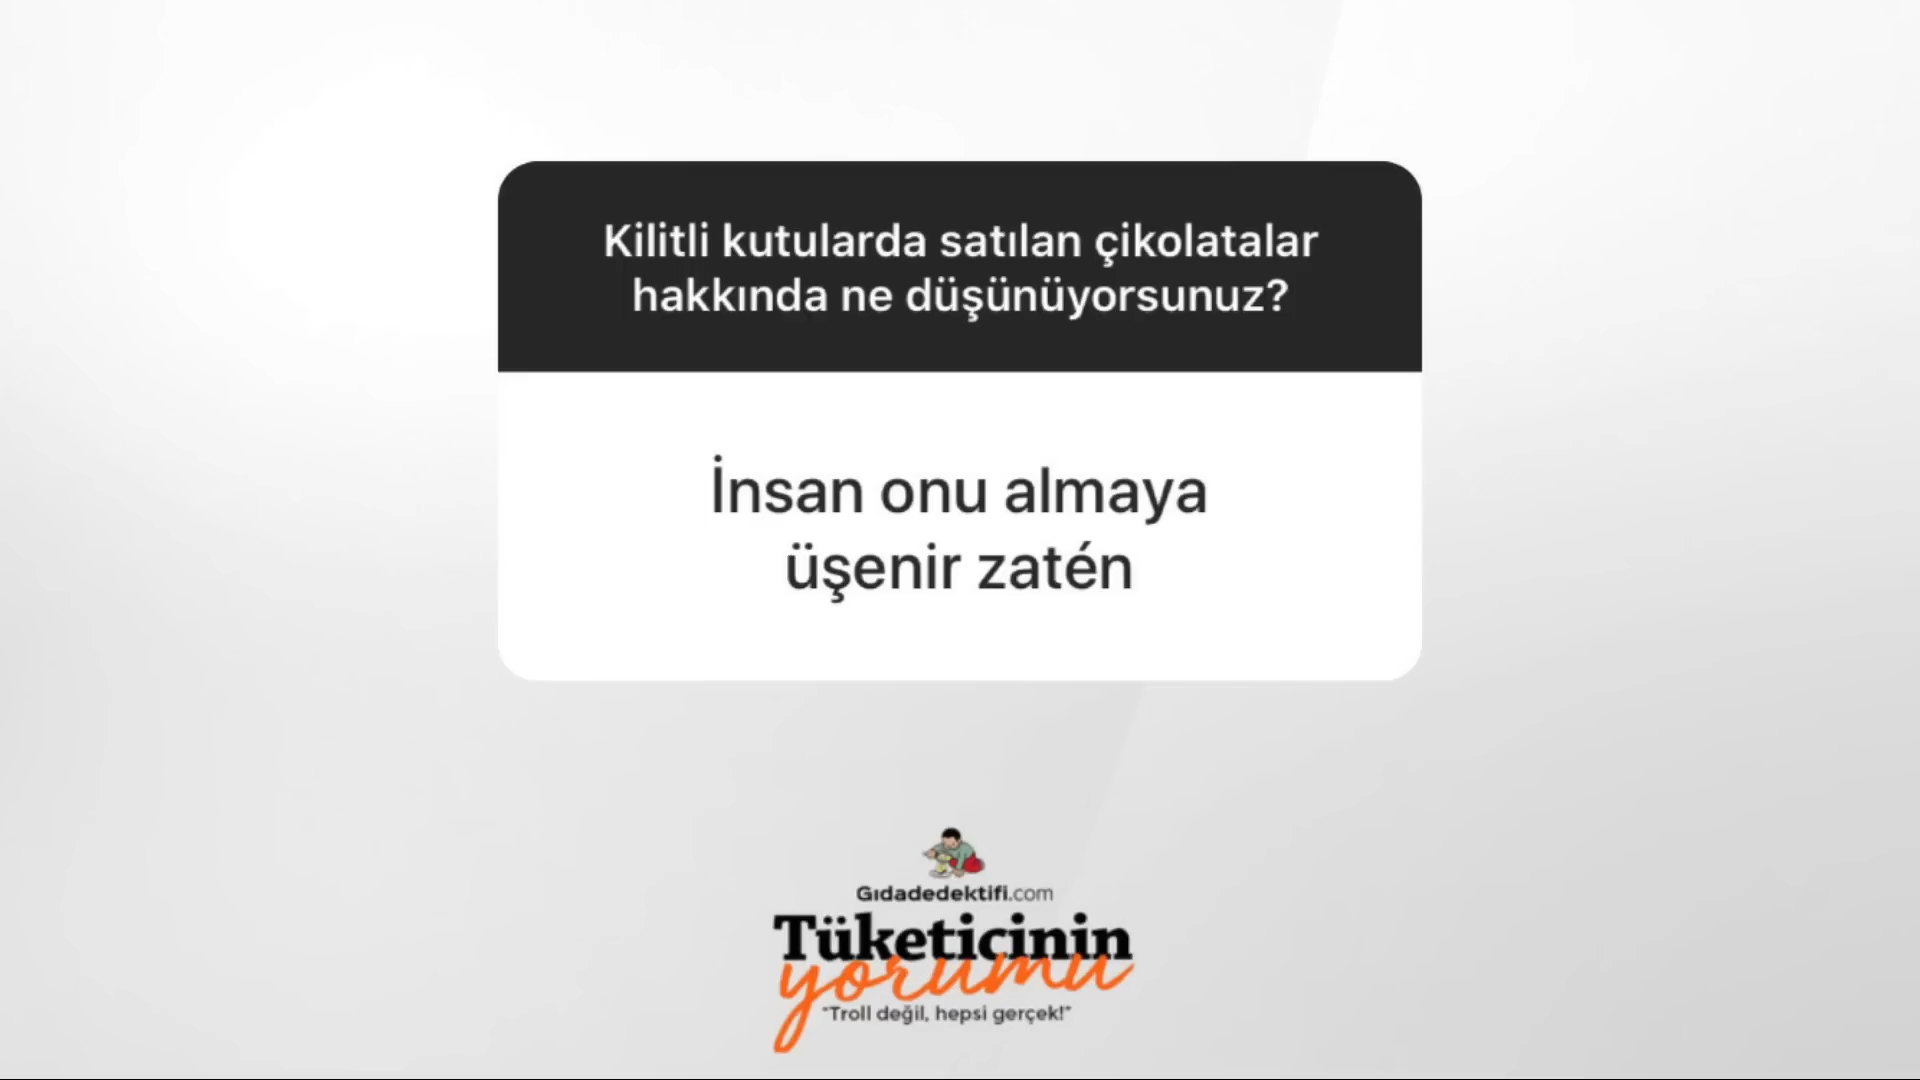 Kilitli kutularda satılan çikolatalar
hakkında ne düşünüyorsunuz?
İnsan onu almaya
üşenir zatén
Gıdadedektifi.com
Tüketicinin
yorumu
"Troll değil, hepsi gerçek!"